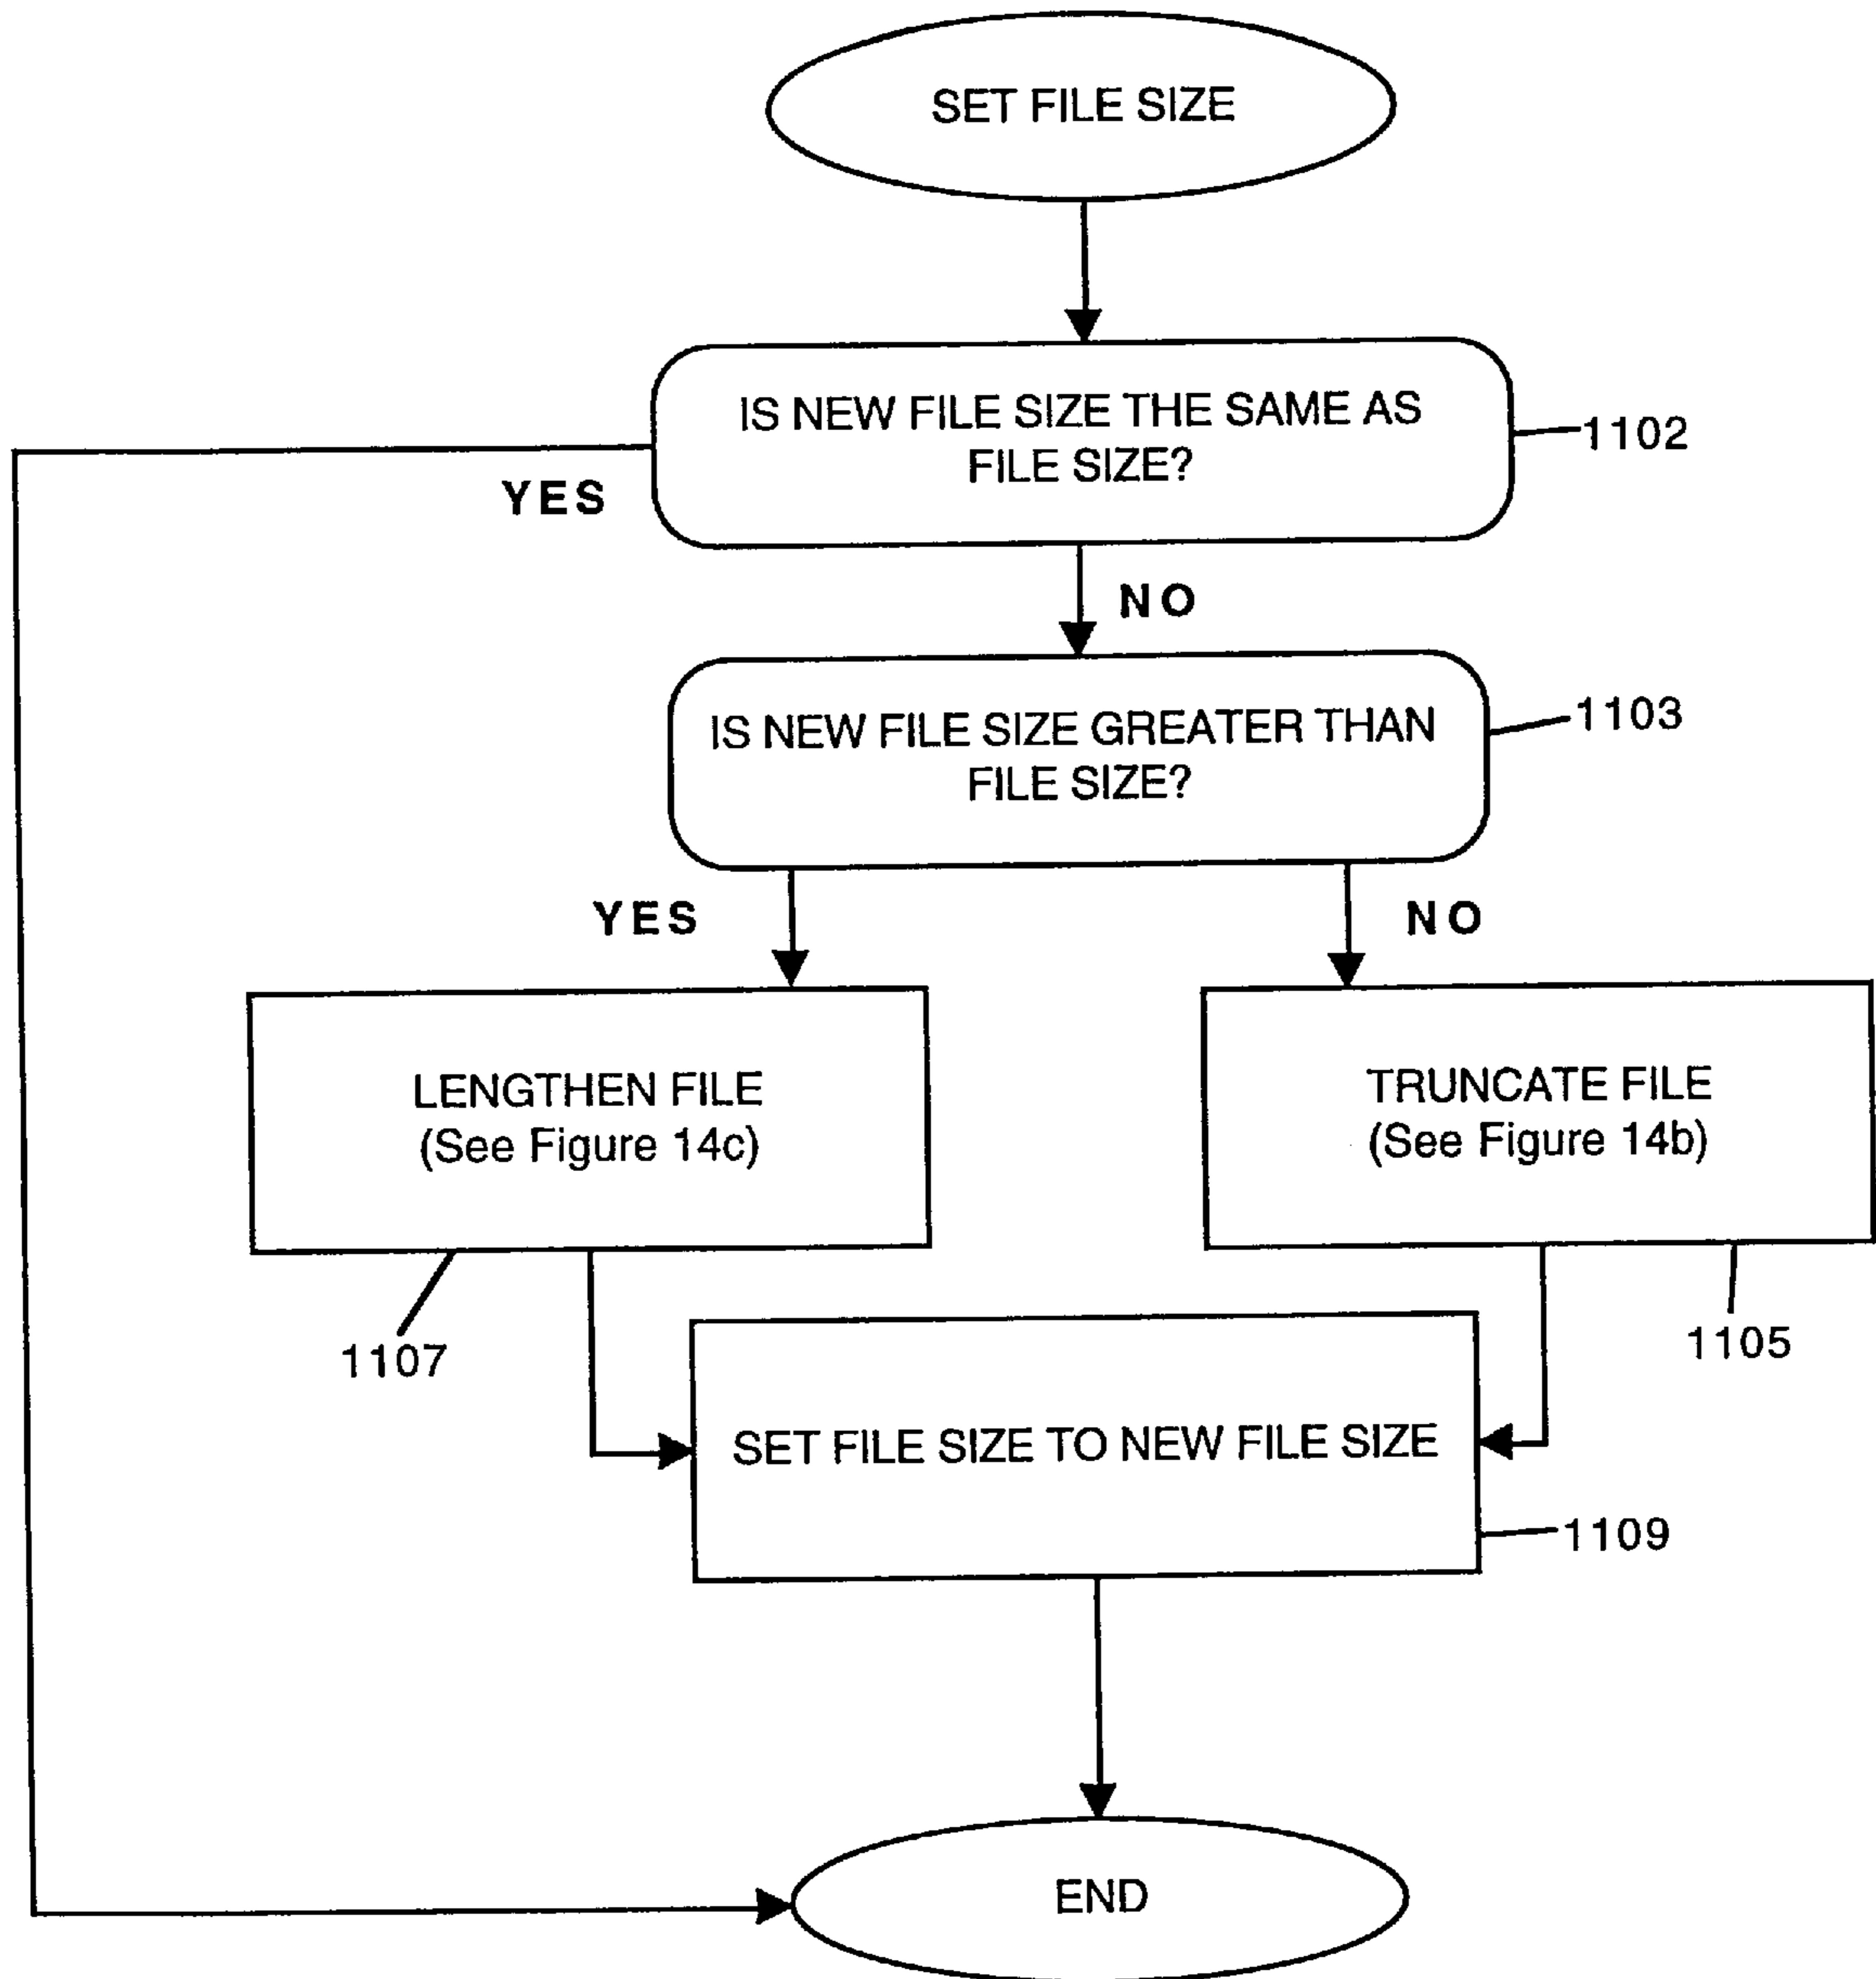 SET FILE SIZE
IS NEW FILE SIZE THE SAME AS
FILE SIZE?
1102
YES
NO
IS NEW FILE SIZE GREATER THAN
FILE SIZE?
1103
YES
NO
LENGTHEN FILE
(See Figure 14c)
TRUNCATE FILE
(See Figure 14b)
1107
1105
SET FILE SIZE TO NEW FILE SIZE
1109
END